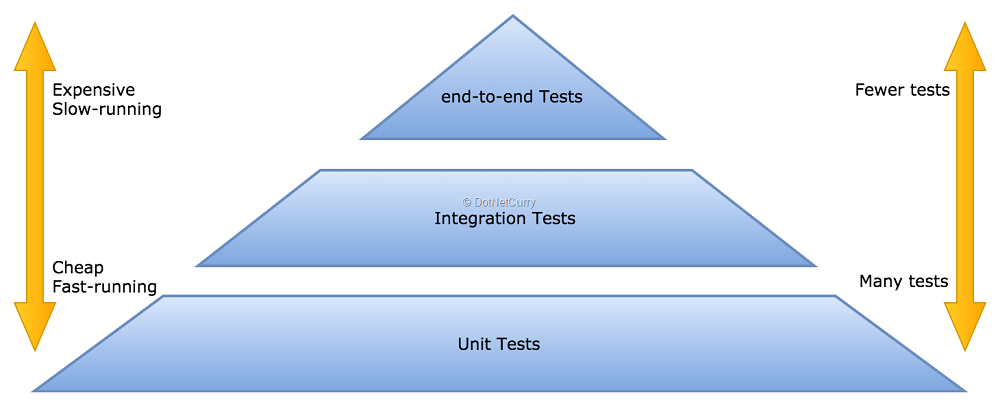 end-to-end Tests
Expensive
Slow-running
Fewer tests
© DotNetCurry
Integration Tests
Cheap
Fast-running
Many tests
Unit Tests